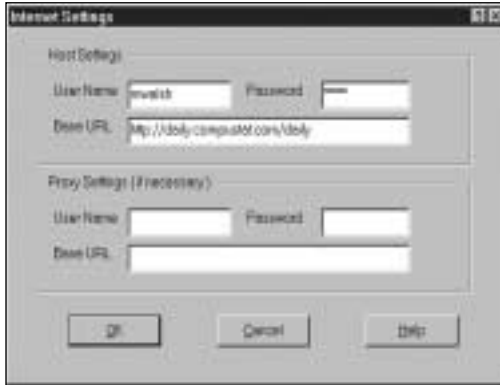 Internet Settings
Host Settings
User Name mwalsh Password ****
Base URL http://daily.compustat.com/daily
Proxy Settings (if necessary)
User Name Password
Base URL
OK Cancel Help